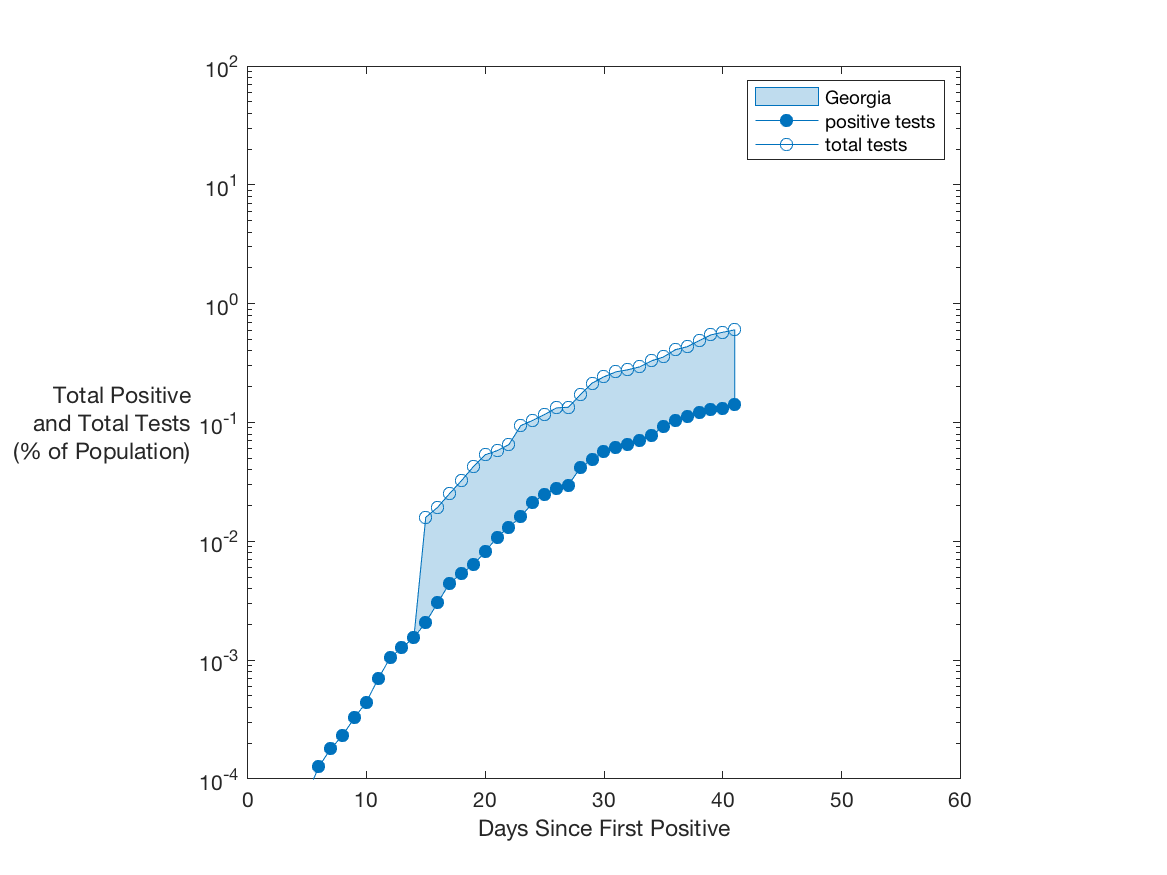 10^2
10^1
10^0
10^-1
10^-2
10^-3
10^-4
Total Positive
and Total Tests
(% of Population)
Georgia
positive tests
total tests
0 10 20 30 40 50 60
Days Since First Positive